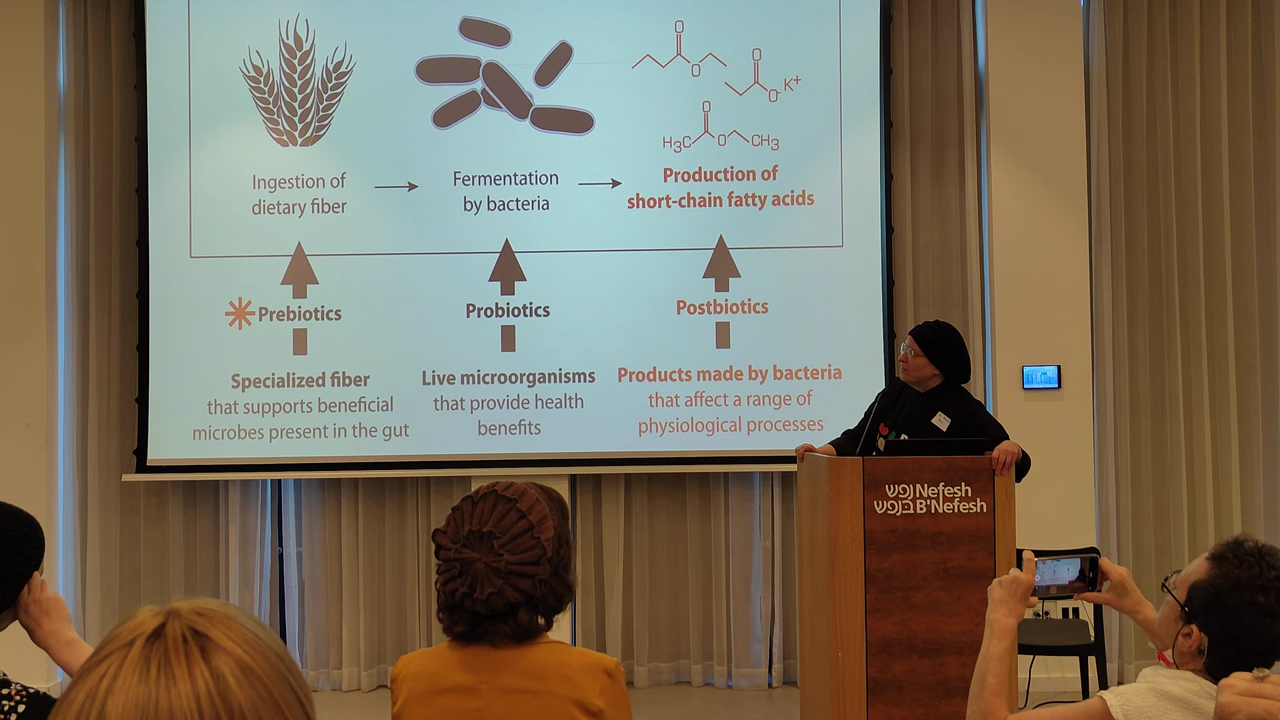 O
O
O
O- K+
O
H3C O CH3
Ingestion of
dietary fiber
Fermentation
by bacteria
Production of
short-chain fatty acids
Prebiotics
Probiotics
Postbiotics
Specialized fiber
that supports beneficial
microbes present in the gut
Live microorganisms
that provide health
benefits
Products made by bacteria
that affect a range of
physiological processes
נפש Nefesh
בנפש B'Nefesh